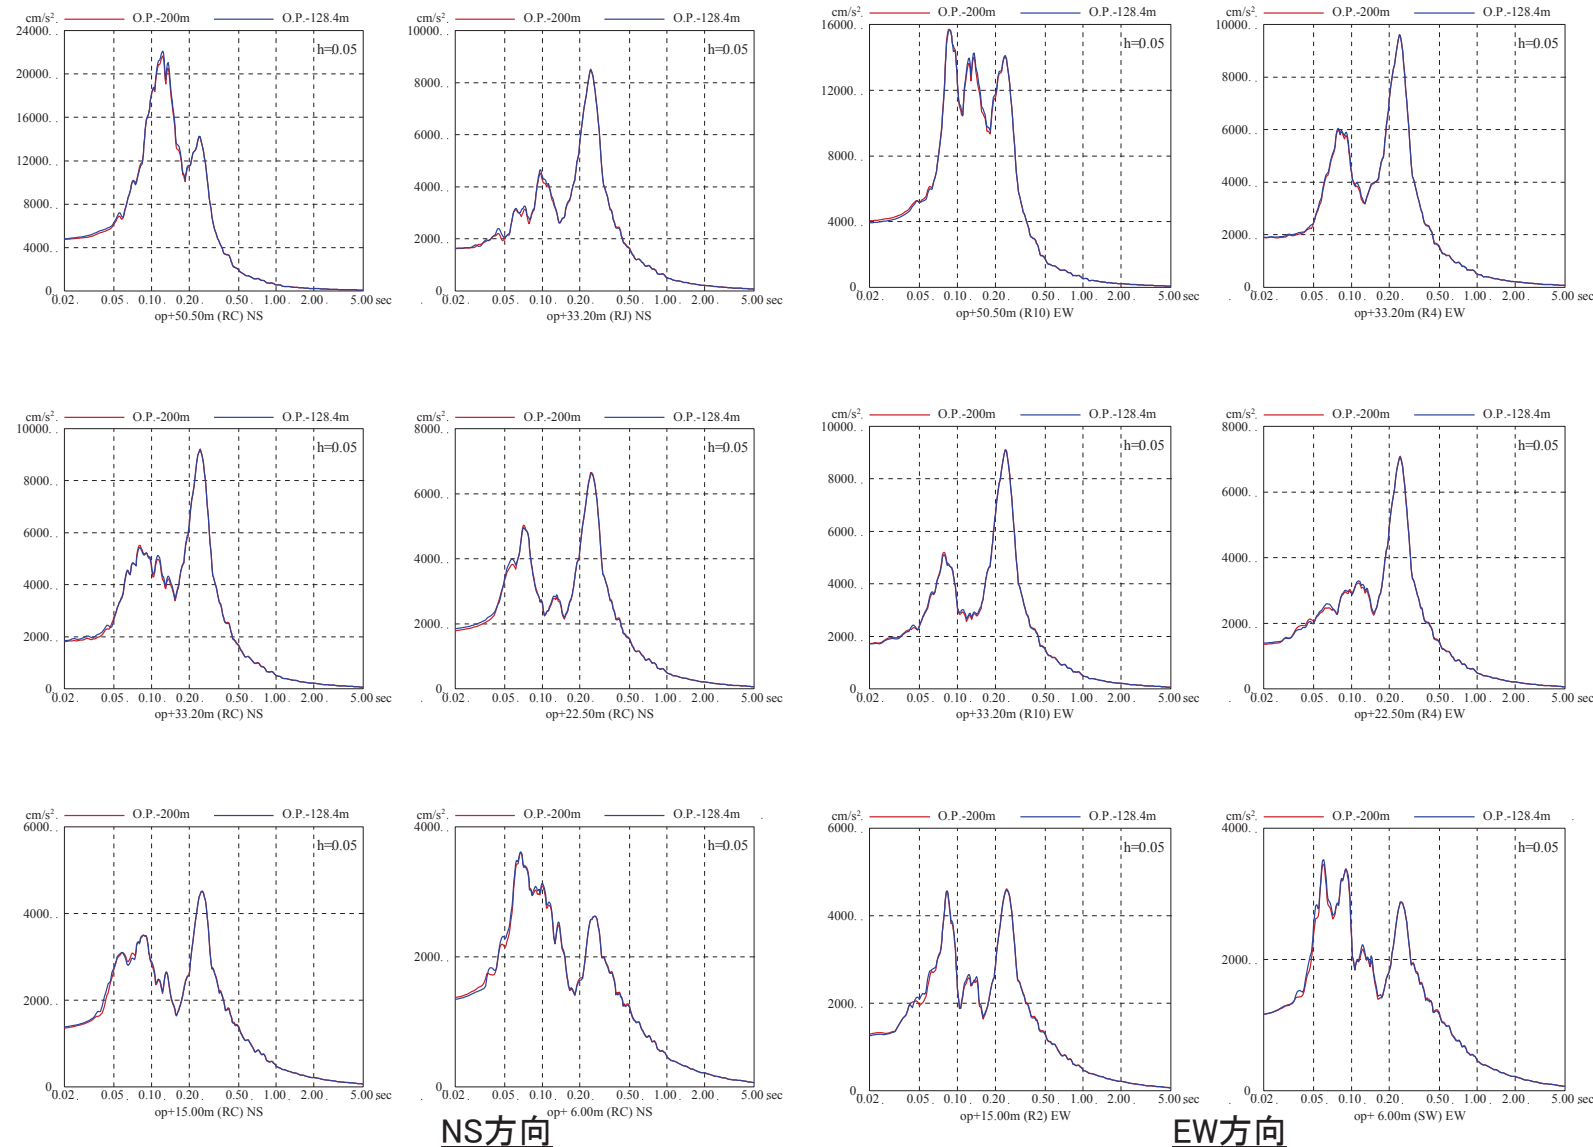 cm/s². O.P.-200m O.P.-128.4m
24000. h=0.05
20000.
16000.
12000.
8000.
4000.
0.
0.02 0.05 0.10 0.20 0.50 1.00 2.00 5.00 sec
op+50.50m (RC) NS
cm/s². O.P.-200m O.P.-128.4m
10000. h=0.05
8000.
6000.
4000.
2000.
0.
0.02 0.05 0.10 0.20 0.50 1.00 2.00 5.00 sec
op+33.20m (RJ) NS
cm/s². O.P.-200m O.P.-128.4m
16000. h=0.05
12000.
8000.
4000.
0.
0.02 0.05 0.10 0.20 0.50 1.00 2.00 5.00 sec
op+50.50m (R10) EW
cm/s². O.P.-200m O.P.-128.4m
10000. h=0.05
8000.
6000.
4000.
2000.
0.
0.02 0.05 0.10 0.20 0.50 1.00 2.00 5.00 sec
op+33.20m (R4) EW
cm/s². O.P.-200m O.P.-128.4m
10000. h=0.05
8000.
6000.
4000.
2000.
0.
0.02 0.05 0.10 0.20 0.50 1.00 2.00 5.00 sec
op+33.20m (RC) NS
cm/s². O.P.-200m O.P.-128.4m
8000. h=0.05
6000.
4000.
2000.
0.
0.02 0.05 0.10 0.20 0.50 1.00 2.00 5.00 sec
op+22.50m (RC) NS
cm/s². O.P.-200m O.P.-128.4m
10000. h=0.05
8000.
6000.
4000.
2000.
0.
0.02 0.05 0.10 0.20 0.50 1.00 2.00 5.00 sec
op+33.20m (R10) EW
cm/s². O.P.-200m O.P.-128.4m
8000. h=0.05
6000.
4000.
2000.
0.
0.02 0.05 0.10 0.20 0.50 1.00 2.00 5.00 sec
op+22.50m (R4) EW
cm/s². O.P.-200m O.P.-128.4m
6000. h=0.05
4000.
2000.
0.
0.02 0.05 0.10 0.20 0.50 1.00 2.00 5.00 sec
op+15.00m (RC) NS
cm/s². O.P.-200m O.P.-128.4m
4000. h=0.05
2000.
0.
0.02 0.05 0.10 0.20 0.50 1.00 2.00 5.00 sec
op+ 6.00m (RC) NS
cm/s². O.P.-200m O.P.-128.4m
6000. h=0.05
4000.
2000.
0.
0.02 0.05 0.10 0.20 0.50 1.00 2.00 5.00 sec
op+15.00m (R2) EW
cm/s². O.P.-200m O.P.-128.4m
4000. h=0.05
2000.
0.
0.02 0.05 0.10 0.20 0.50 1.00 2.00 5.00 sec
op+ 6.00m (SW) EW
NS方向
EW方向